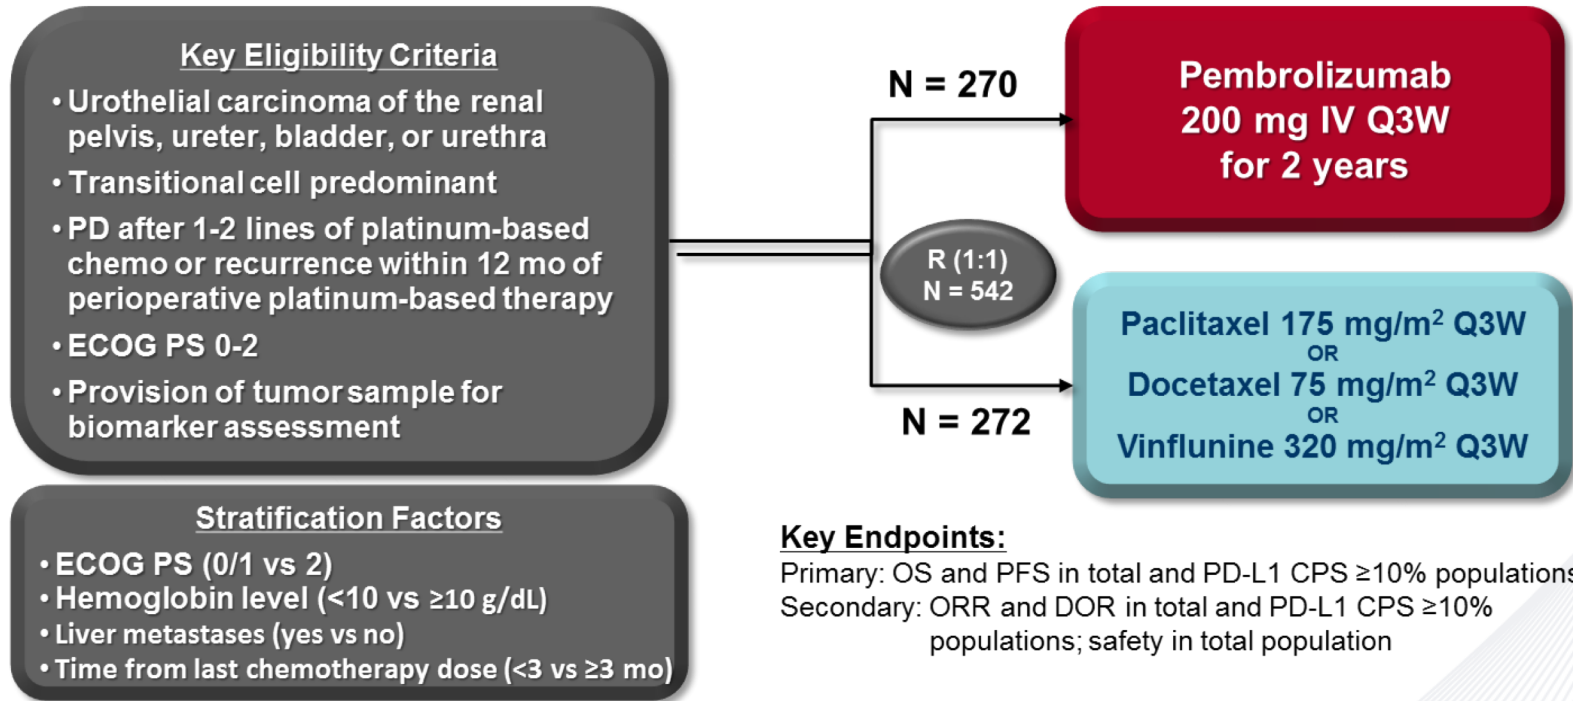 Key Eligibility Criteria
• Urothelial carcinoma of the renal
pelvis, ureter, bladder, or urethra
• Transitional cell predominant
• PD after 1-2 lines of platinum-based
chemo or recurrence within 12 mo of
perioperative platinum-based therapy
• ECOG PS 0-2
• Provision of tumor sample for
biomarker assessment
Stratification Factors
• ECOG PS (0/1 vs 2)
• Hemoglobin level (<10 vs ≥10 g/dL)
• Liver metastases (yes vs no)
• Time from last chemotherapy dose (<3 vs ≥3 mo)
R (1:1)
N = 542
N = 270
Pembrolizumab
200 mg IV Q3W
for 2 years
N = 272
Paclitaxel 175 mg/m² Q3W
OR
Docetaxel 75 mg/m² Q3W
OR
Vinflunine 320 mg/m² Q3W
Key Endpoints:
Primary: OS and PFS in total and PD-L1 CPS ≥10% populations
Secondary: ORR and DOR in total and PD-L1 CPS ≥10%
populations; safety in total population